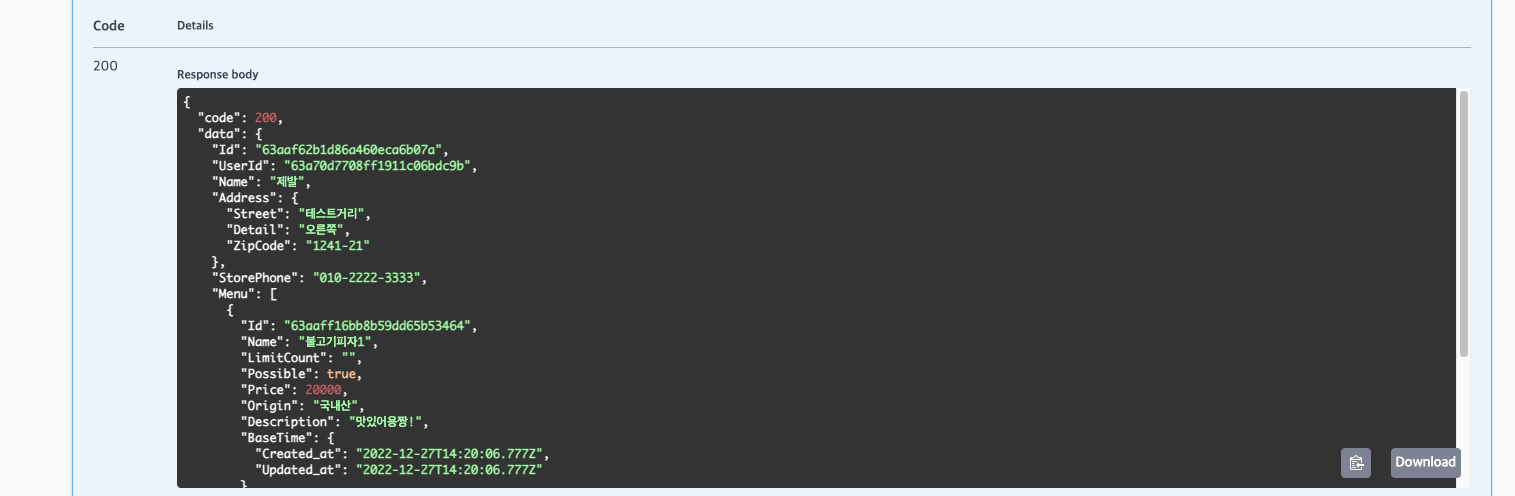 Code Details
200
Response body
{
"code": 200,
"data": {
"Id": "63aaf62b1d86a460eca6b07a",
"UserId": "63a70d7708ff1911c06bdc9b",
"Name": "제발",
"Address": {
"Street": "테스트거리",
"Detail": "오른쪽",
"ZipCode": "1241-21"
},
"StorePhone": "010-2222-3333",
"Menu": [
{
"Id": "63aaff16bb8b59dd65b53464",
"Name": "불고기피자1",
"LimitCount": "",
"Possible": true,
"Price": 20000,
"Origin": "국내산",
"Description": "맛있어용짱!",
"BaseTime": {
"Created_at": "2022-12-27T14:20:06.777Z",
"Updated_at": "2022-12-27T14:20:06.777Z"
}
Download